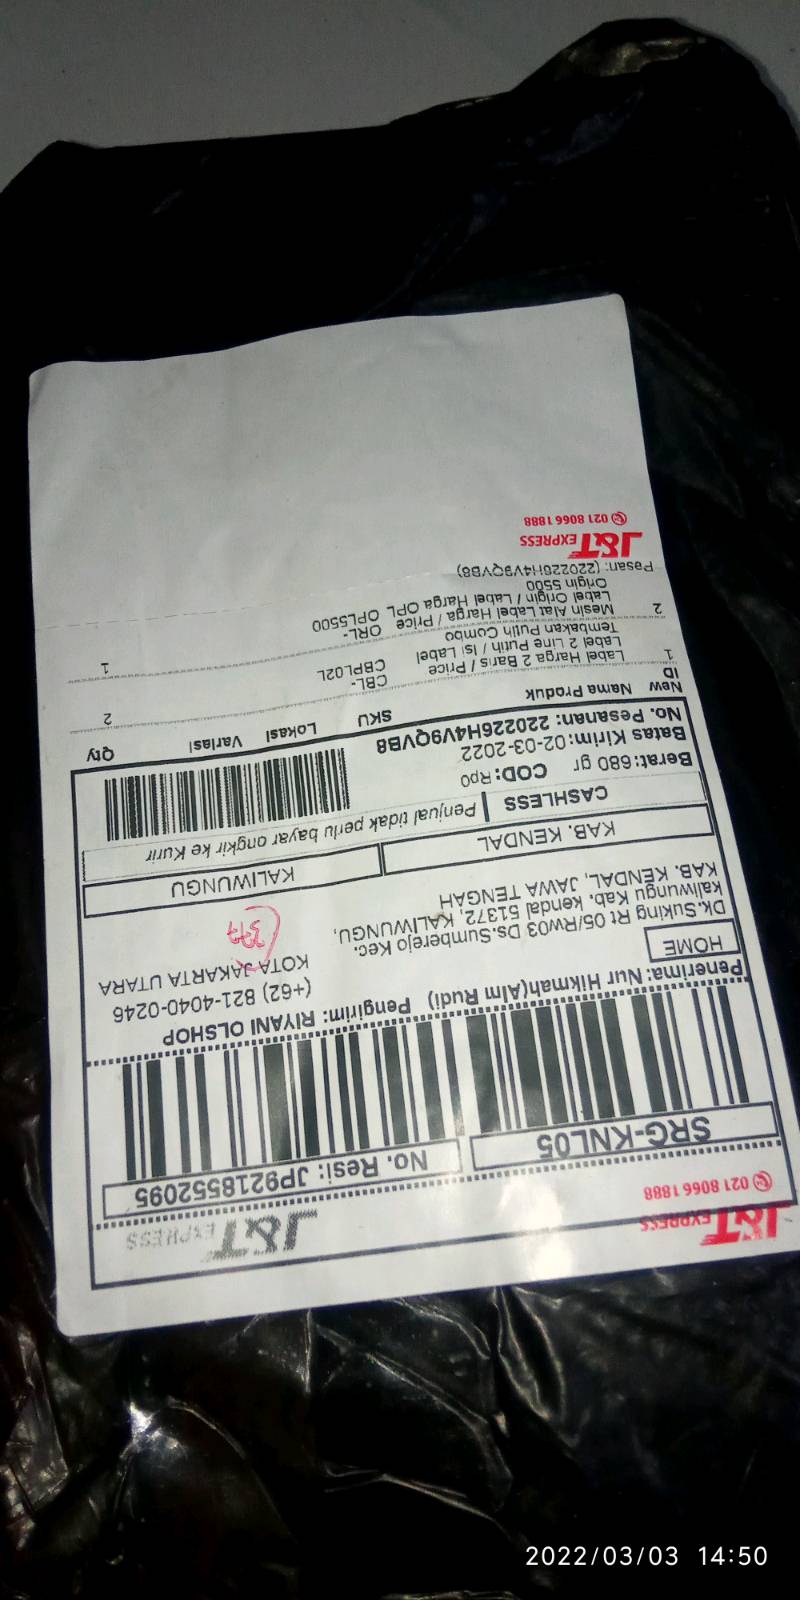 J&T EXPRESS
021 8066 1888
J&T EXPRESS
SRG-KNL05
No. Resi: JP9218552095
Penerima: Nur Hikmah(Alm Rudi)
HOME
Dk.Suking Rt 05/Rw03 Ds.Sumberejo Kec.
kaliwungu Kab. kendal 51372, KALIWUNGU,
KAB. KENDAL, JAWA TENGAH
Pengirim: RIYANI OLSHOP
(+62) 821-4040-0246
KOTA JAKARTA UTARA
377
KAB. KENDAL
KALIWUNGU
CASHLESS
Penjual tidak perlu bayar ongkir ke Kurir
Berat: 680 gr COD: Rp0
Batas Kirim: 02-03-2022
No. Pesanan: 220226H4V9QVB8
New ID Nama Produk SKU Lokasi Variasi Qty
1 Label Harga 2 Baris / Price CBL- 2
Label 2 Line Putih / Isi Label CBPL02L
Tembakan Putih Combo
2 Mesin Alat Label Harga / Price ORL- 1
Label Origin / Label Harga OPL OPL5500
Origin 5500
Pesan: (220226H4V9QVB8)
J&T EXPRESS
021 8066 1888
2022/03/03 14:50